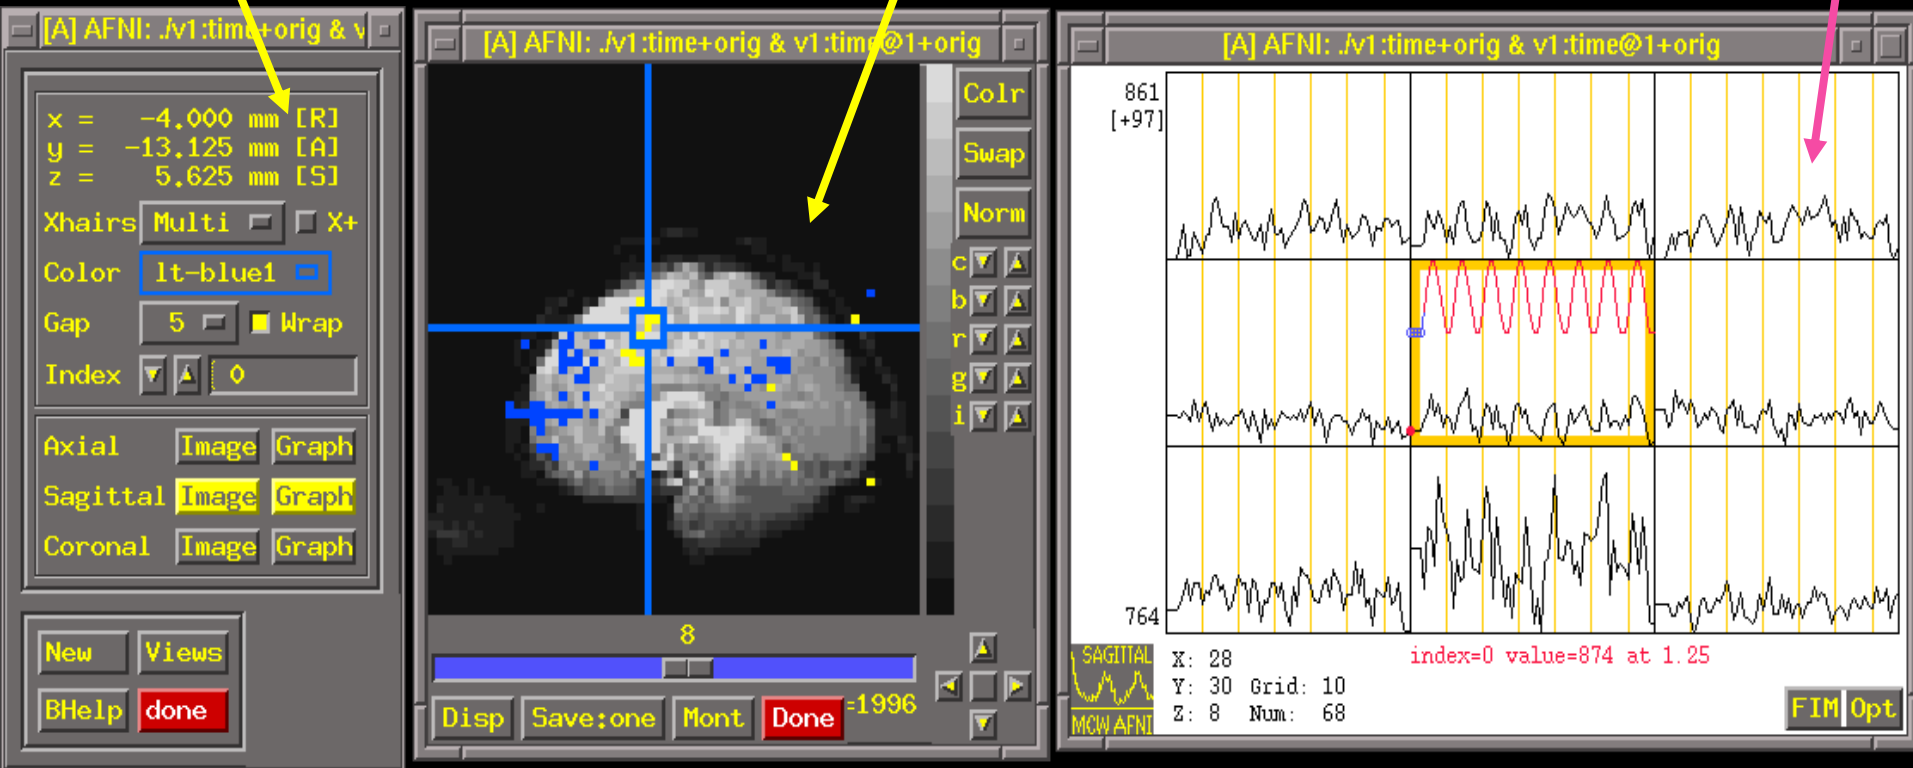 [A] AFNI: ./v1:time+orig & v
x = -4.000 mm [R]
y = -13.125 mm [A]
z = 5.625 mm [S]
Xhairs Multi X+
Color lt-blue1
Gap 5 Wrap
Index 0
Axial Image Graph
Sagittal Image Graph
Coronal Image Graph
New Views
BHelp done
[A] AFNI: ./v1:time+orig & v1:time@1+orig
Colr
Swap
Norm
c
b
r
g
i
8
Disp Save:one Mont Done =1996
[A] AFNI: ./v1:time+orig & v1:time@1+orig
861
[+97]
764
SAGITTAL
MCW AFNI
X: 28
Y: 30 Grid: 10
Z: 8 Num: 68
index=0 value=874 at 1.25
FIM Opt